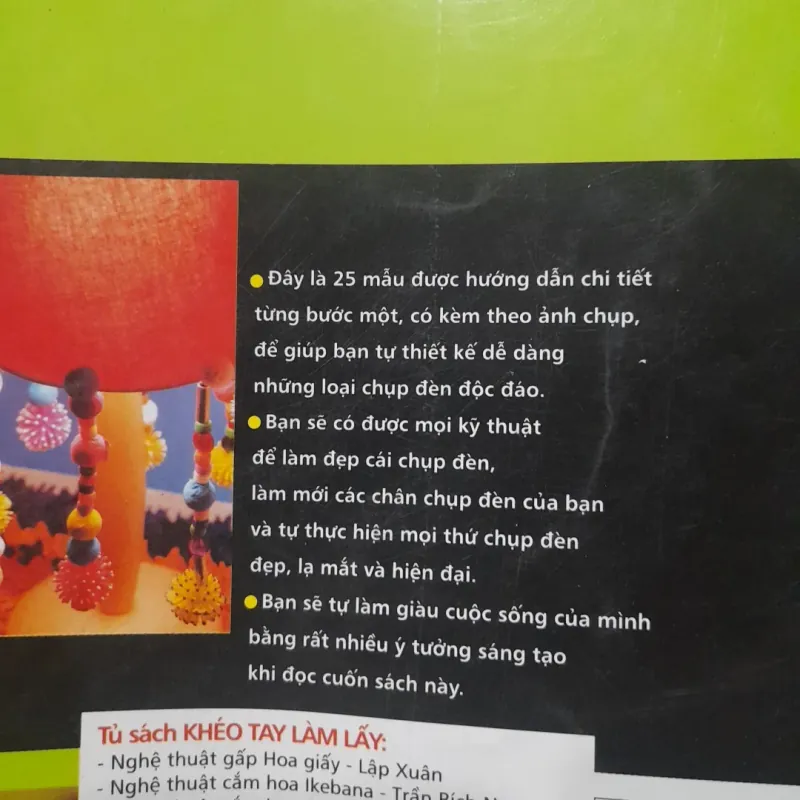 Đây là 25 mẫu được hướng dẫn chi tiết
từng bước một, có kèm theo ảnh chụp,
để giúp bạn tự thiết kế dễ dàng
những loại chụp đèn độc đáo.
Bạn sẽ có được mọi kỹ thuật
để làm đẹp cái chụp đèn,
làm mới các chân chụp đèn của bạn
và tự thực hiện mọi thứ chụp đèn
đẹp, lạ mắt và hiện đại.
Bạn sẽ tự làm giàu cuộc sống của mình
bằng rất nhiều ý tưởng sáng tạo
khi đọc cuốn sách này.
Tủ sách KHÉO TAY LÀM LẤY:
- Nghệ thuật gấp Hoa giấy - Lập Xuân
- Nghệ thuật cắm hoa Ikebana - Trần